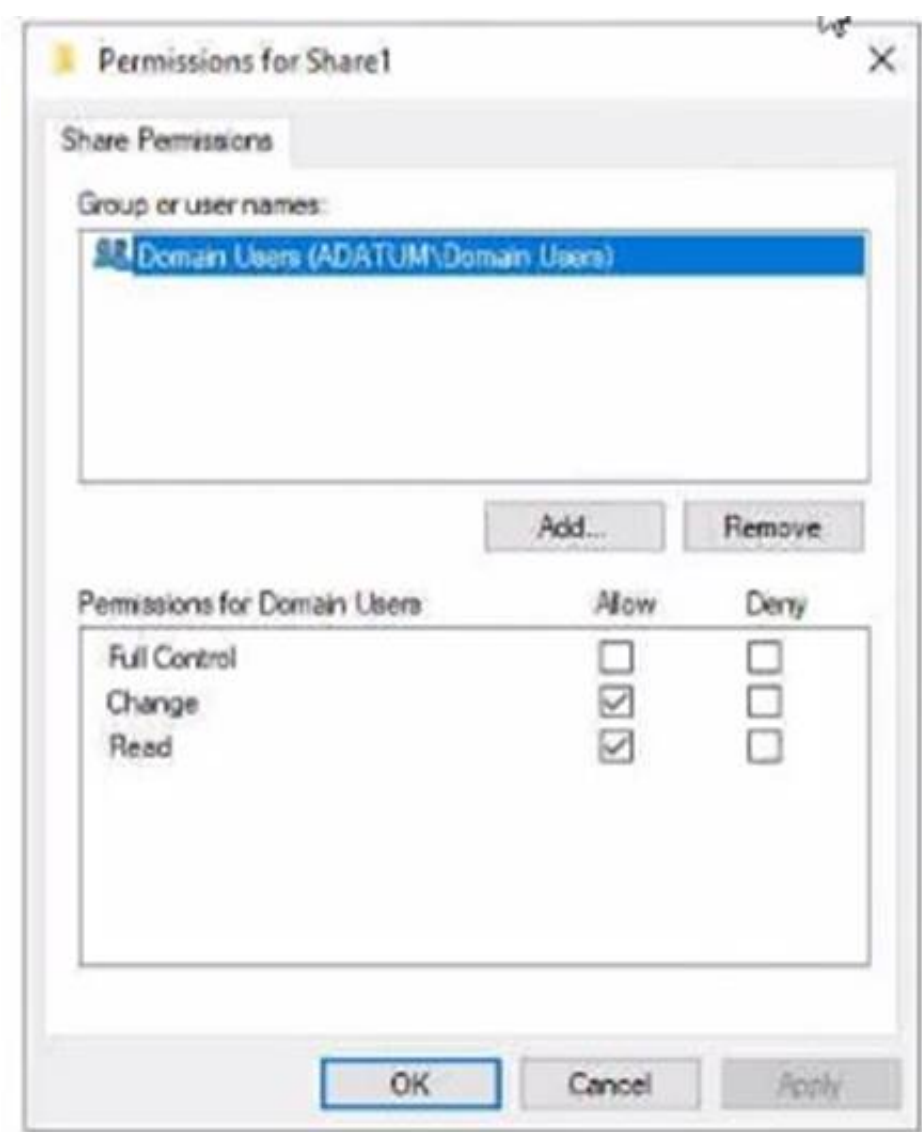 Permissions for Share1
Share Permissions
Group or user names:
Domain Users (ADATUM\Domain Users)
Add...
Remove
Permissions for Domain Users
Allow
Deny
Full Control
Change
Read
OK
Cancel
Apply